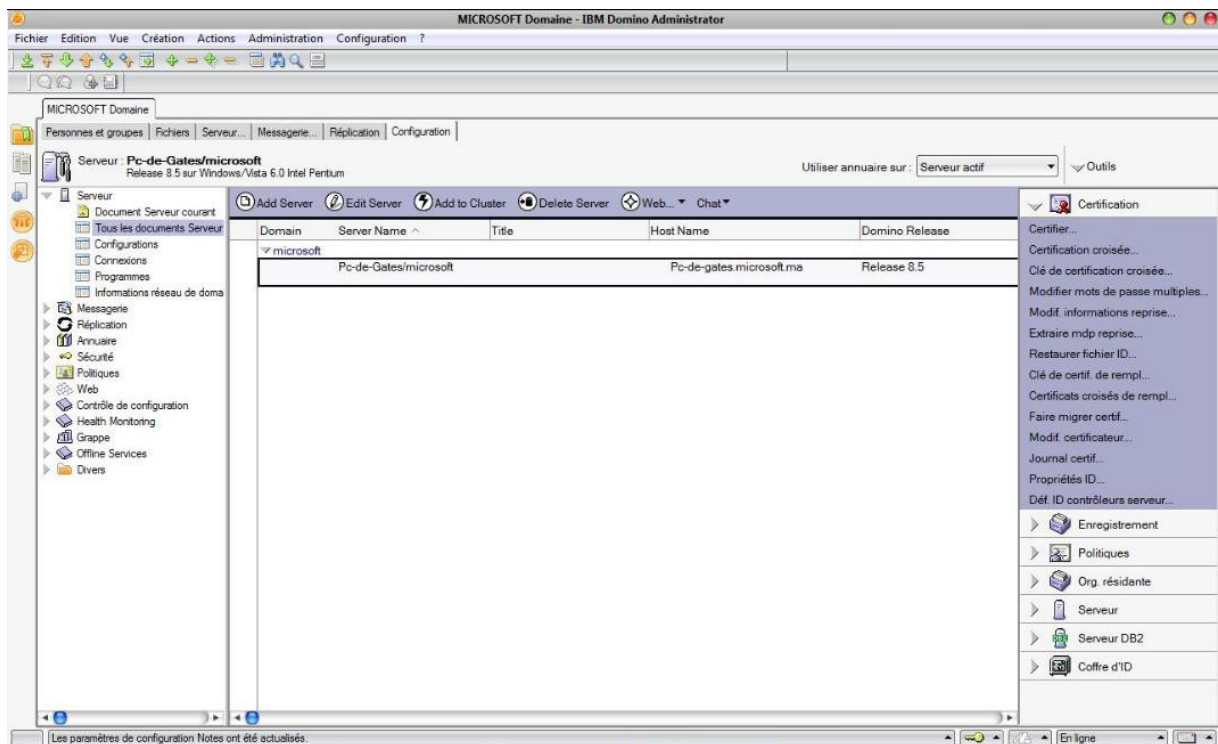 MICROSOFT Domaine - IBM Domino Administrator
Fichier Edition Vue Création Actions Administration Configuration ?
MICROSOFT Domaine
Personnes et groupes Fichiers Serveur... Messagerie... Réplication Configuration
Serveur : Pc-de-Gates/microsoft
Release 8.5 sur Windows/Vista 6.0 Intel Pentium
Utiliser annuaire sur : Serveur actif
Outils
Serveur
Document Serveur courant
Tous les documents Serveur
Configurations
Connexions
Programmes
Informations réseau de doma
Messagerie
Réplication
Annuaire
Sécurité
Politiques
Web
Contrôle de configuration
Health Monitoring
Grappe
Offline Services
Divers
Add Server Edit Server Add to Cluster Delete Server Web... Chat
Domain Server Name Title Host Name Domino Release
microsoft
Pc-de-Gates/microsoft Pc-de-gates.microsoft.ma Release 8.5
Certification
Certifier...
Certification croisée...
Clé de certification croisée...
Modifier mots de passe multiples...
Modif. informations reprise...
Extraire mdp reprise...
Restaurer fichier ID...
Clé de certif. de rempl...
Certificats croisés de rempl...
Faire migrer certif...
Modif. certificateur...
Journal certif...
Propriétés ID...
Déf. ID contrôleurs serveur...
Enregistrement
Politiques
Org. résidante
Serveur
Serveur DB2
Coffre d'ID
Les paramètres de configuration Notes ont été actualisés.
En ligne